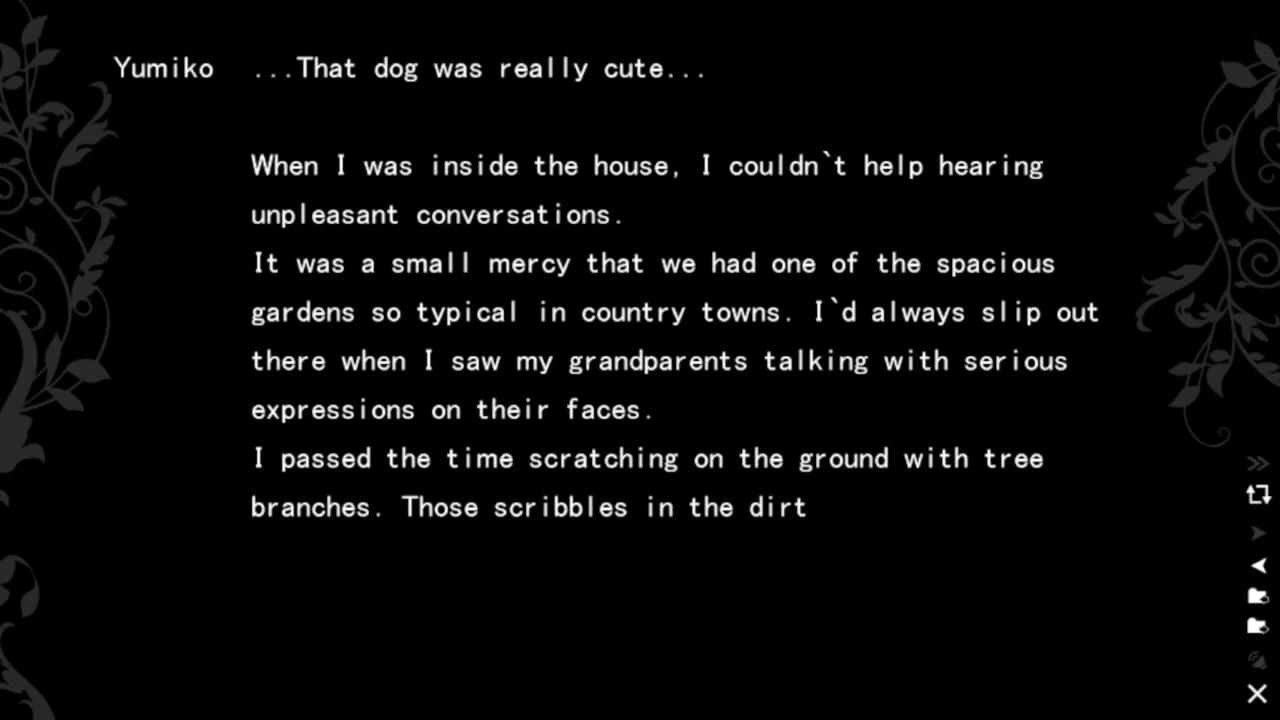 Yumiko ...That dog was really cute...
When I was inside the house, I couldn`t help hearing
unpleasant conversations.
It was a small mercy that we had one of the spacious
gardens so typical in country towns. I`d always slip out
there when I saw my grandparents talking with serious
expressions on their faces.
I passed the time scratching on the ground with tree
branches. Those scribbles in the dirt